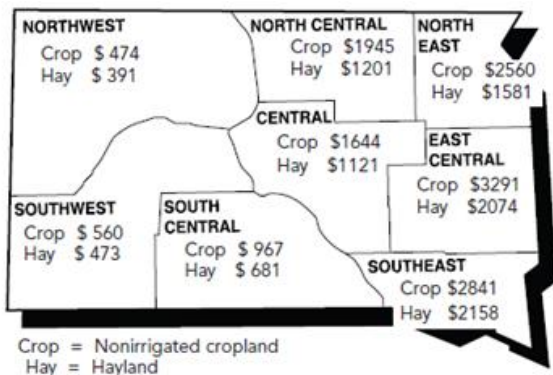 NORTHWEST
Crop $ 474
Hay $ 391
NORTH CENTRAL
Crop $1945
Hay $1201
NORTH
EAST
Crop $2560
Hay $1581
CENTRAL
Crop $1644
Hay $1121
EAST
CENTRAL
Crop $3291
Hay $2074
SOUTHWEST
Crop $ 560
Hay $ 473
SOUTH
CENTRAL
Crop $ 967
Hay $ 681
SOUTHEAST
Crop $2841
Hay $2158
Crop = Nonirrigated cropland
Hay = Hayland